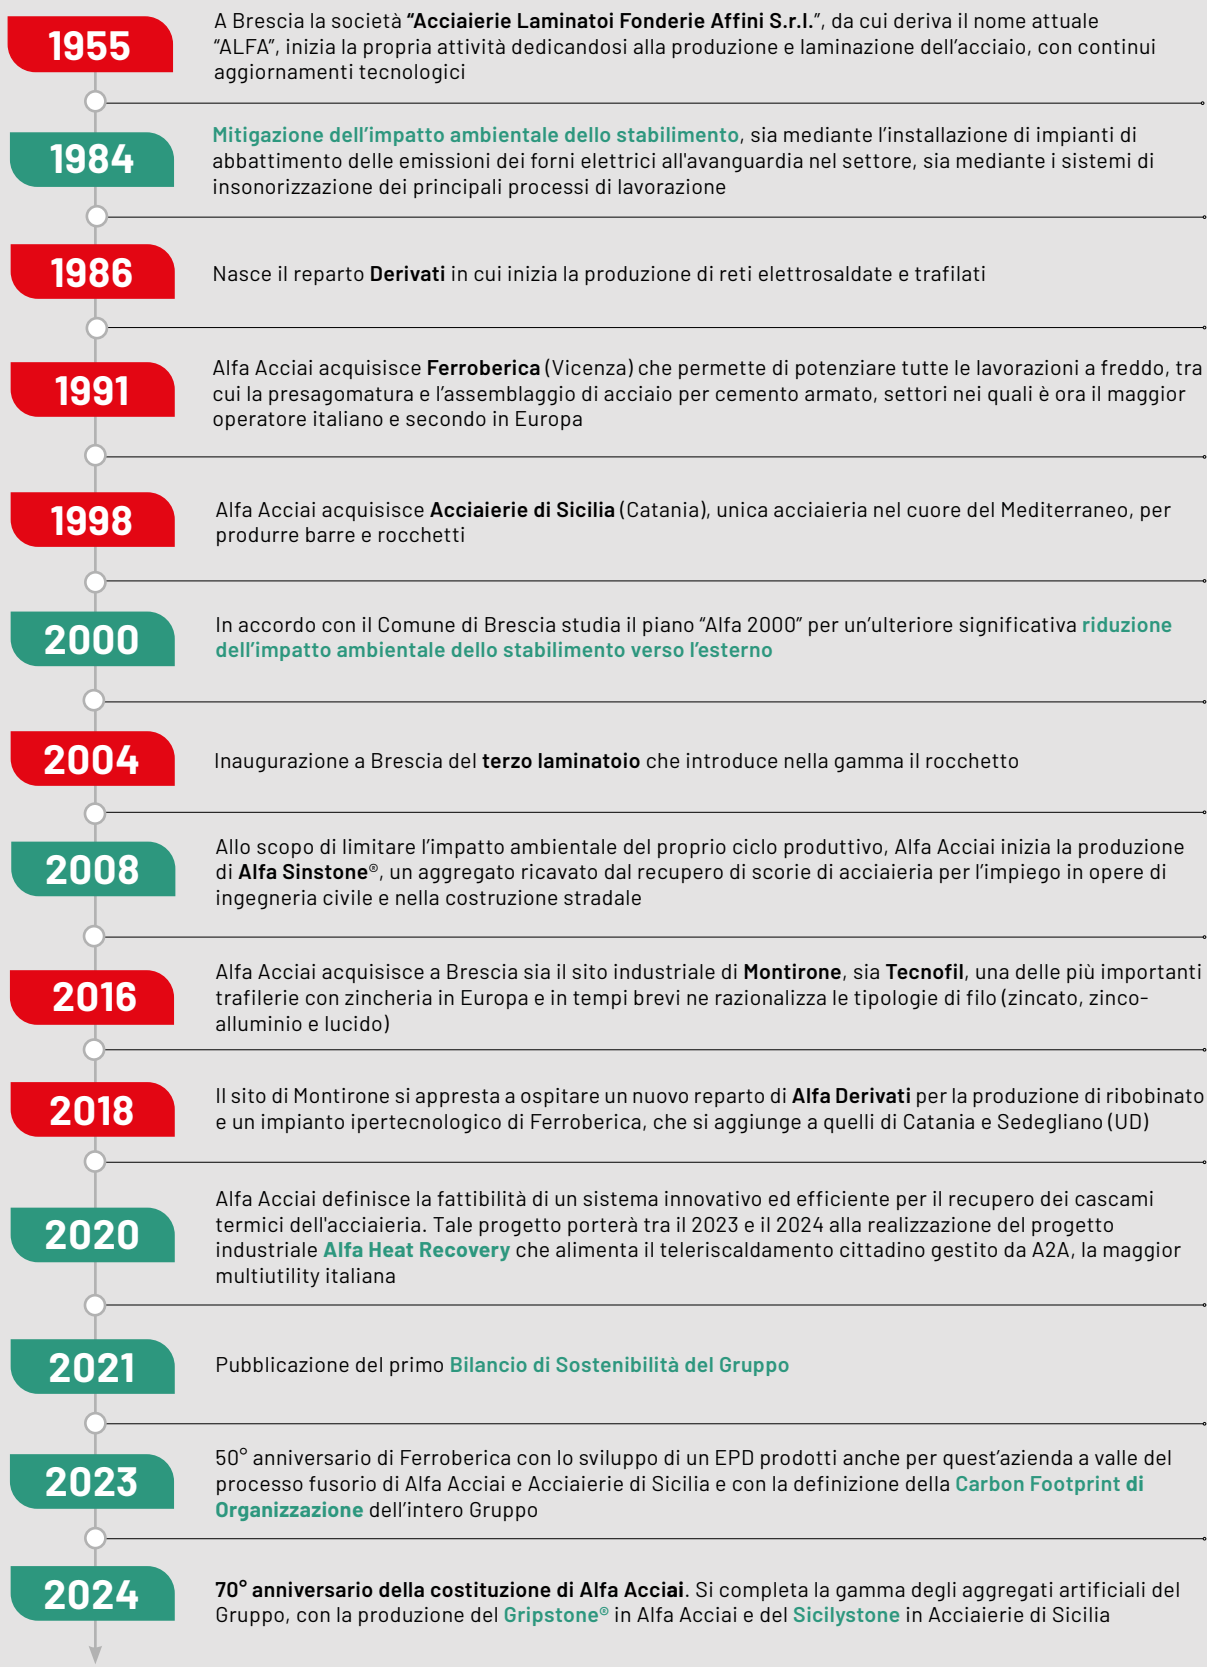 1955
A Brescia la società “Acciaierie Laminatoi Fonderie Affini S.r.l.”, da cui deriva il nome attuale
“ALFA”, inizia la propria attività dedicandosi alla produzione e laminazione dell’acciaio, con continui
aggiornamenti tecnologici
1984
Mitigazione dell’impatto ambientale dello stabilimento, sia mediante l’installazione di impianti di
abbattimento delle emissioni dei forni elettrici all'avanguardia nel settore, sia mediante i sistemi di
insonorizzazione dei principali processi di lavorazione
1986
Nasce il reparto Derivati in cui inizia la produzione di reti elettrosaldate e trafilati
1991
Alfa Acciai acquisisce Ferroberica (Vicenza) che permette di potenziare tutte le lavorazioni a freddo, tra
cui la presagomatura e l’assemblaggio di acciaio per cemento armato, settori nei quali è ora il maggior
operatore italiano e secondo in Europa
1998
Alfa Acciai acquisisce Acciaierie di Sicilia (Catania), unica acciaieria nel cuore del Mediterraneo, per
produrre barre e rocchetti
2000
In accordo con il Comune di Brescia studia il piano “Alfa 2000” per un’ulteriore significativa riduzione
dell’impatto ambientale dello stabilimento verso l’esterno
2004
Inaugurazione a Brescia del terzo laminatoio che introduce nella gamma il rocchetto
2008
Allo scopo di limitare l’impatto ambientale del proprio ciclo produttivo, Alfa Acciai inizia la produzione
di Alfa Sinstone®, un aggregato ricavato dal recupero di scorie di acciaieria per l’impiego in opere di
ingegneria civile e nella costruzione stradale
2016
Alfa Acciai acquisisce a Brescia sia il sito industriale di Montirone, sia Tecnofil, una delle più importanti
trafilerie con zincheria in Europa e in tempi brevi ne razionalizza le tipologie di filo (zincato, zinco-
alluminio e lucido)
2018
Il sito di Montirone si appresta a ospitare un nuovo reparto di Alfa Derivati per la produzione di ribobinato
e un impianto ipertecnologico di Ferroberica, che si aggiunge a quelli di Catania e Sedegliano (UD)
2020
Alfa Acciai definisce la fattibilità di un sistema innovativo ed efficiente per il recupero dei cascami
termici dell'acciaieria. Tale progetto porterà tra il 2023 e il 2024 alla realizzazione del progetto
industriale Alfa Heat Recovery che alimenta il teleriscaldamento cittadino gestito da A2A, la maggior
multiutility italiana
2021
Pubblicazione del primo Bilancio di Sostenibilità del Gruppo
2023
50° anniversario di Ferroberica con lo sviluppo di un EPD prodotti anche per quest’azienda a valle del
processo fusorio di Alfa Acciai e Acciaierie di Sicilia e con la definizione della Carbon Footprint di
Organizzazione dell’intero Gruppo
2024
70° anniversario della costituzione di Alfa Acciai. Si completa la gamma degli aggregati artificiali del
Gruppo, con la produzione del Gripstone® in Alfa Acciai e del Sicilystone in Acciaierie di Sicilia